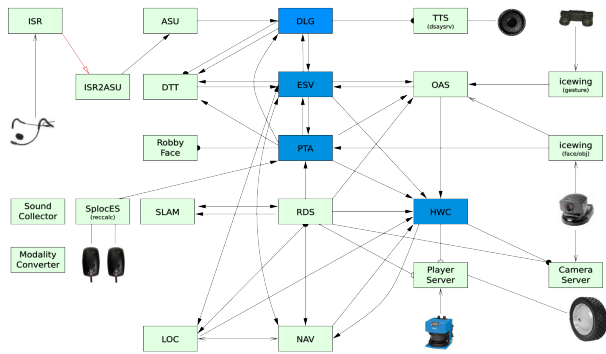 ISR
ASU
DLG
TTS
(dsaysrv)
ISR2ASU
DTT
ESV
OAS
icewing
(gesture)
Robby
Face
PTA
icewing
(face/obj)
Sound
Collector
SplocES
(reccalc)
SLAM
RDS
HWC
Modality
Converter
Player
Server
Camera
Server
LOC
NAV